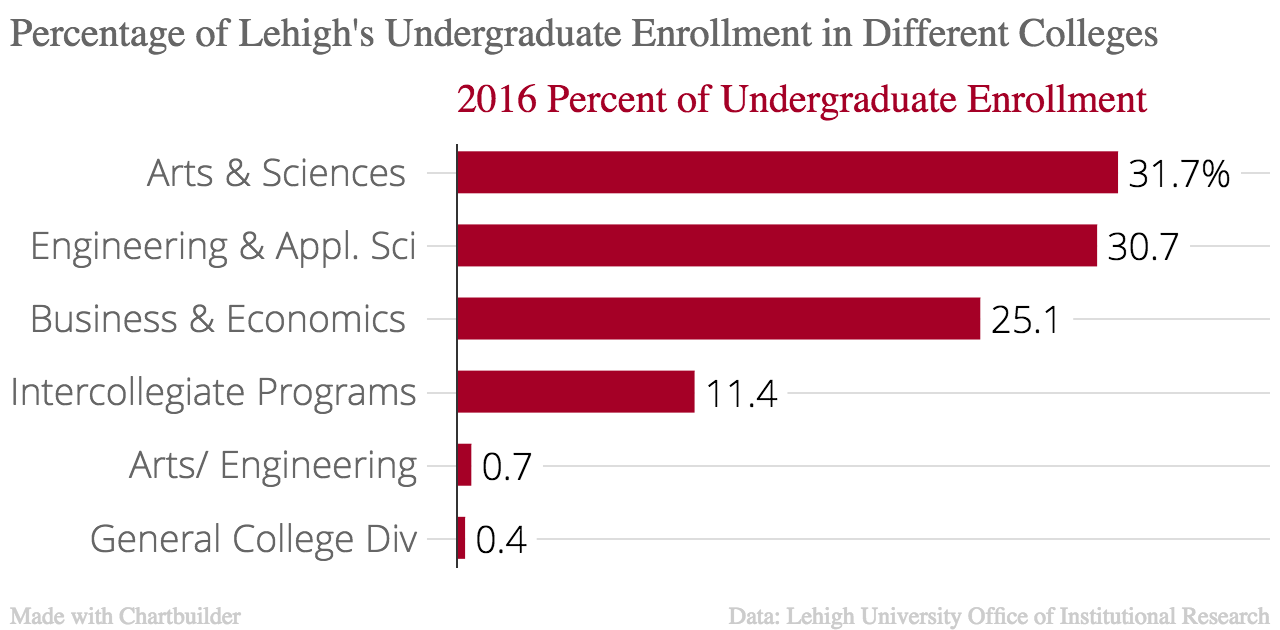 Percentage of Lehigh's Undergraduate Enrollment in Different Colleges
2016 Percent of Undergraduate Enrollment
Arts & Sciences 31.7%
Engineering & Appl. Sci 30.7
Business & Economics 25.1
Intercollegiate Programs 11.4
Arts/ Engineering 0.7
General College Div 0.4
Made with Chartbuilder Data: Lehigh University Office of Institutional Research